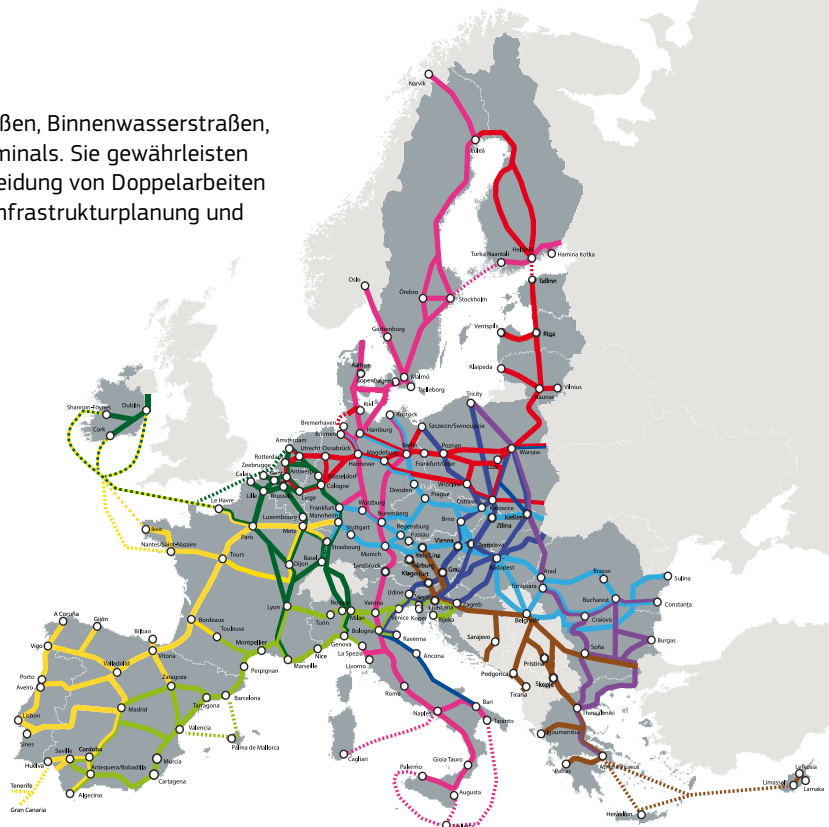 ßen, Binnenwasserstraßen,
minals. Sie gewährleisten
eidung von Doppelarbeiten
nfrastrukturplanung und
Narvik
Luleå
Oslo
Örebro
Stockholm
Turku Naantali
Helsinki
Hamina Kotka
Tallinn
Gothenburg
Ventspils
Riga
Aarhus
Copenhagen
Malmö
Trelleborg
Klaipeda
Kaunas
Vilnius
Shannon-Foynes
Dublin
Cork
Kiel
Rostock
Tricity
Bremerhaven
Bremen
Hamburg
Szczecin/Swinoujscie
Amsterdam
Rotterdam
Utrecht
Osnabrück
Hannover
Magdeburg
Berlin
Frankfurt/Oder
Poznan
Warsaw
Zeebrugge
Calais
Antwerp
Düsseldorf
Cologne
Lille
Brussels
Liege
Dresden
Wroclaw
Le Havre
Luxembourg
Frankfurt
Mannheim
Würzburg
Nuremberg
Prague
Ostrava
Katowice
Brest
Nantes/Saint-Nazaire
Paris
Metz
Strasbourg
Stuttgart
Regensburg
Passau
Brno
Zilina
Kosice
Tours
Dijon
Basel
Munich
Innsbruck
Wels/Linz
Salzburg
Vienna
Bratislava
Budapest
Klagenfurt
Graz
Arad
Timisoara
Brasov
Sulina
Lyon
Novara
Milan
Turin
Verona
Udine
Venice
Koper
Ljubljana
Zagreb
Rijeka
Belgrade
Bucharest
Craiova
Constanța
Bordeaux
Toulouse
Montpellier
Marseille
Nice
Genova
La Spezia
Livorno
Bologna
Ravenna
Ancona
Sarajevo
Pristina
Sofia
Burgas
A Coruña
Gijón
Bilbao
Vitoria
Vigo
Valladolid
Zaragoza
Perpignan
Barcelona
Tarragona
Porto
Aveiro
Madrid
Valencia
Palma de Mallorca
Rome
Naples
Bari
Taranto
Podgorica
Skopje
Tirana
Thessaloniki
Lisbon
Sines
Huelva
Seville
Cordoba
Antequera/Bobadilla
Murcia
Cartagena
Algeciras
Tenerife
Gran Canaria
Cagliari
Palermo
Gioia Tauro
Augusta
Igoumenitsa
Patras
Heraklion
Lefkosia
Limassol
Larnaka